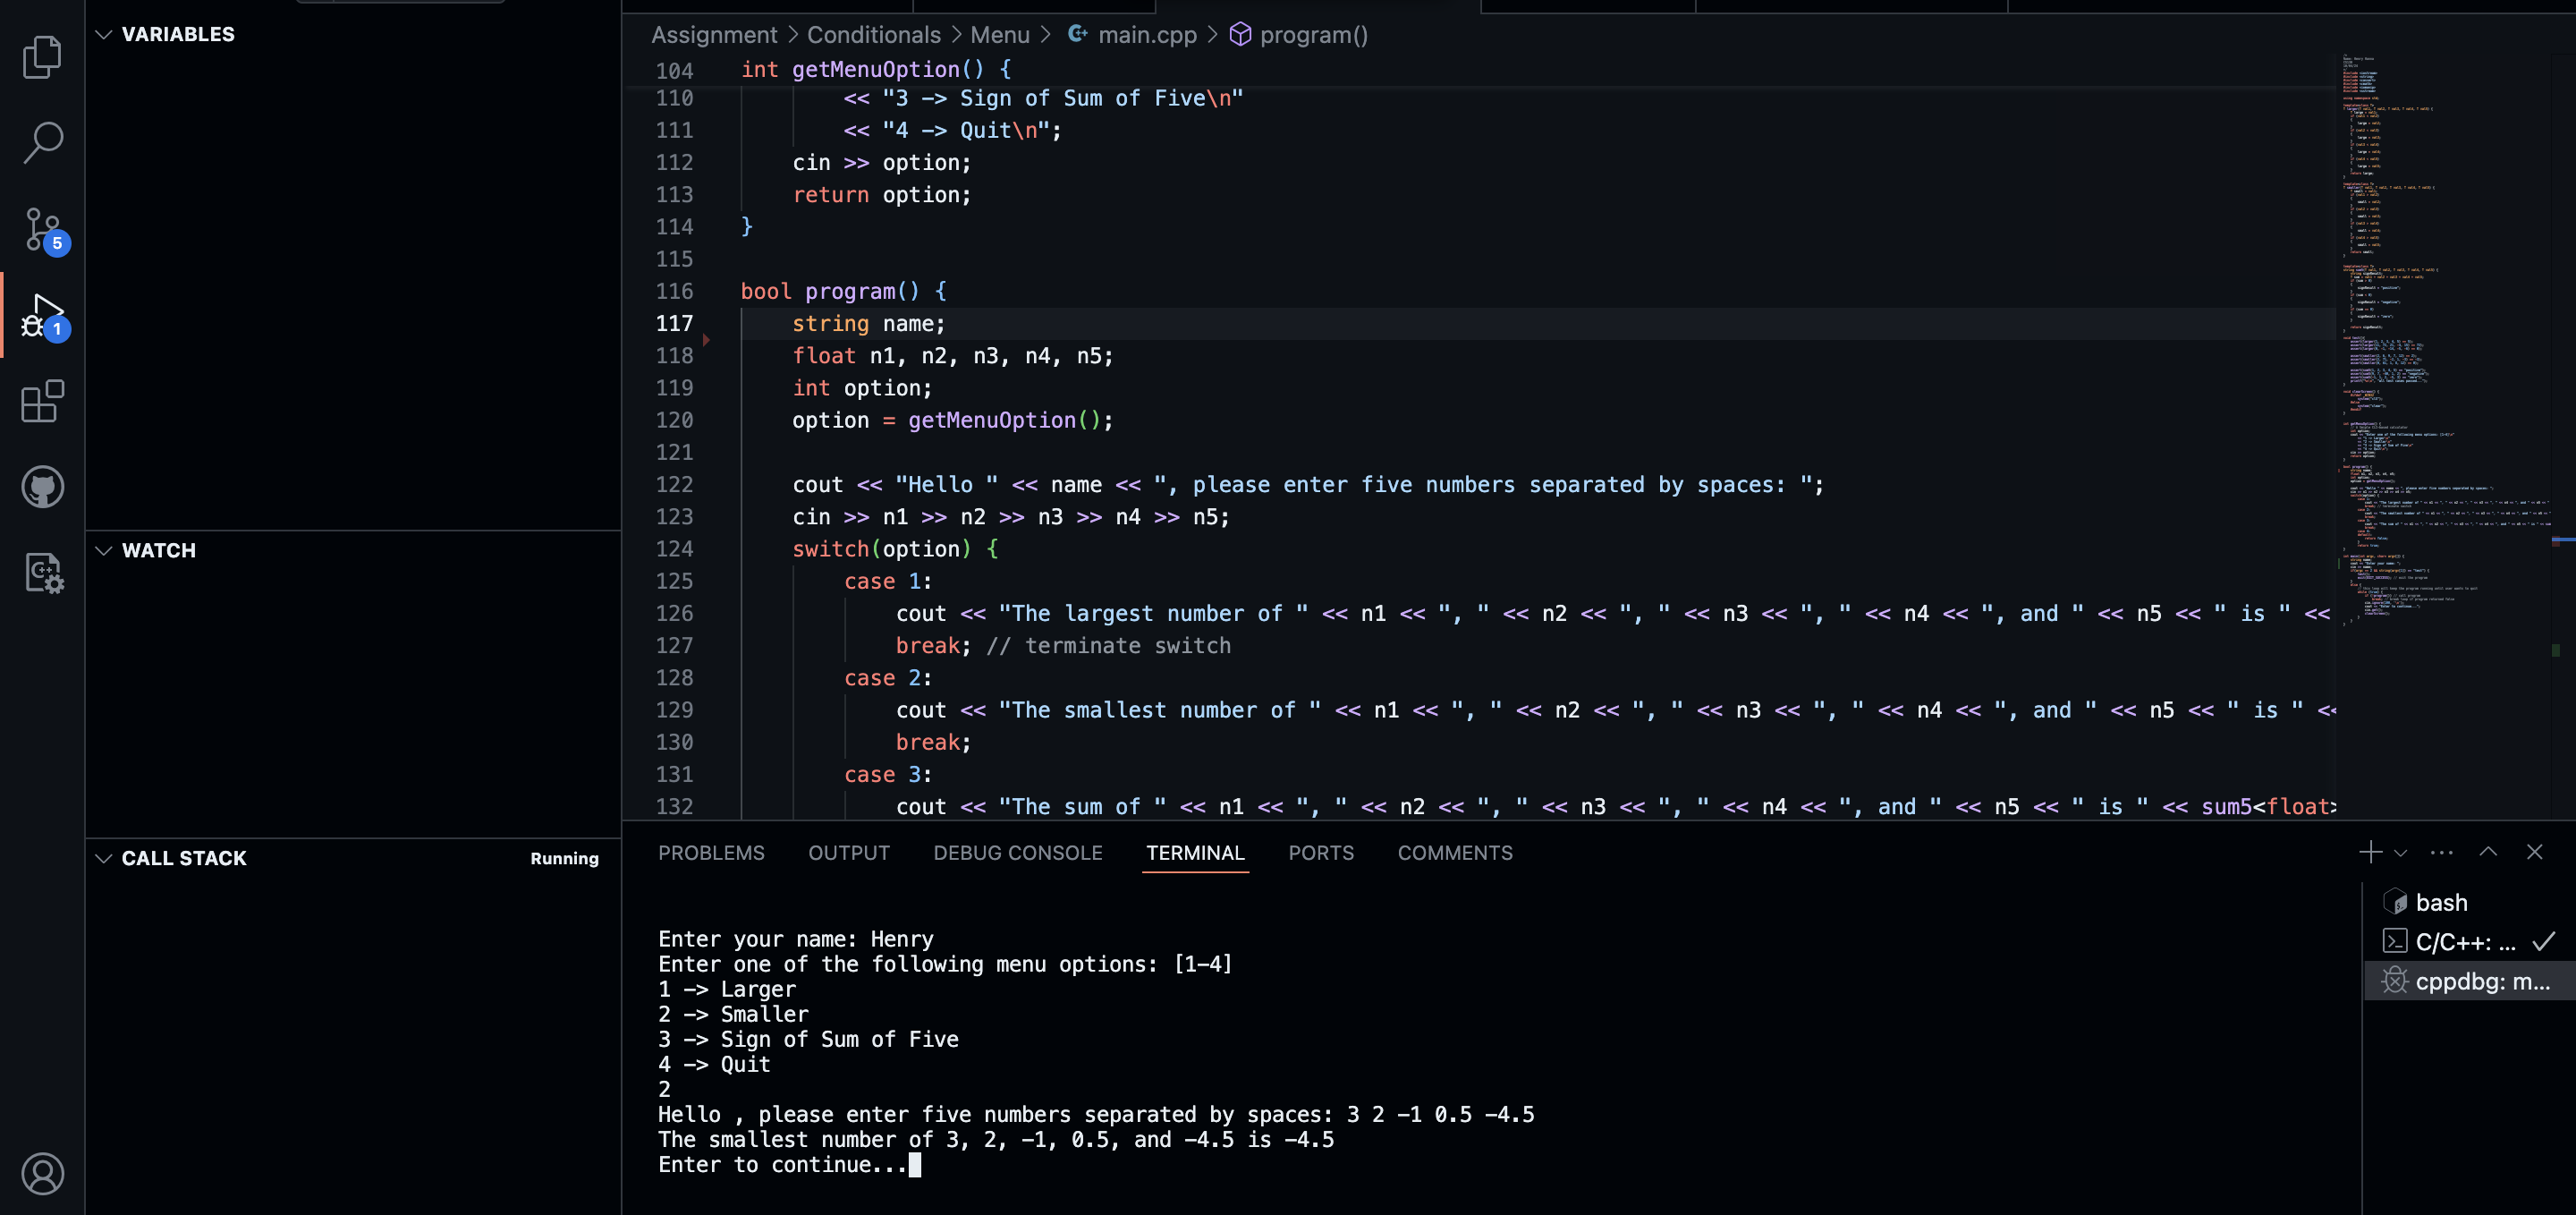 VARIABLES
WATCH
CALL STACK
Running
5
1
Assignment > Conditionals > Menu > main.cpp > program()
104 int getMenuOption() {
110 << "3 -> Sign of Sum of Five\n"
111 << "4 -> Quit\n";
112 cin >> option;
113 return option;
114 }
115
116 bool program() {
117 string name;
118 float n1, n2, n3, n4, n5;
119 int option;
120 option = getMenuOption();
121
122 cout << "Hello " << name << ", please enter five numbers separated by spaces: ";
123 cin >> n1 >> n2 >> n3 >> n4 >> n5;
124 switch(option) {
125 case 1:
126 cout << "The largest number of " << n1 << ", " << n2 << ", " << n3 << ", " << n4 << ", and " << n5 << " is " <<
127 break; // terminate switch
128 case 2:
129 cout << "The smallest number of " << n1 << ", " << n2 << ", " << n3 << ", " << n4 << ", and " << n5 << " is " <<
130 break;
131 case 3:
132 cout << "The sum of " << n1 << ", " << n2 << ", " << n3 << ", " << n4 << ", and " << n5 << " is " << sum5<float>
PROBLEMS OUTPUT DEBUG CONSOLE TERMINAL PORTS COMMENTS
Enter your name: Henry
Enter one of the following menu options: [1-4]
1 -> Larger
2 -> Smaller
3 -> Sign of Sum of Five
4 -> Quit
2
Hello , please enter five numbers separated by spaces: 3 2 -1 0.5 -4.5
The smallest number of 3, 2, -1, 0.5, and -4.5 is -4.5
Enter to continue...
bash
C/C++: ...
cppdbg: m...